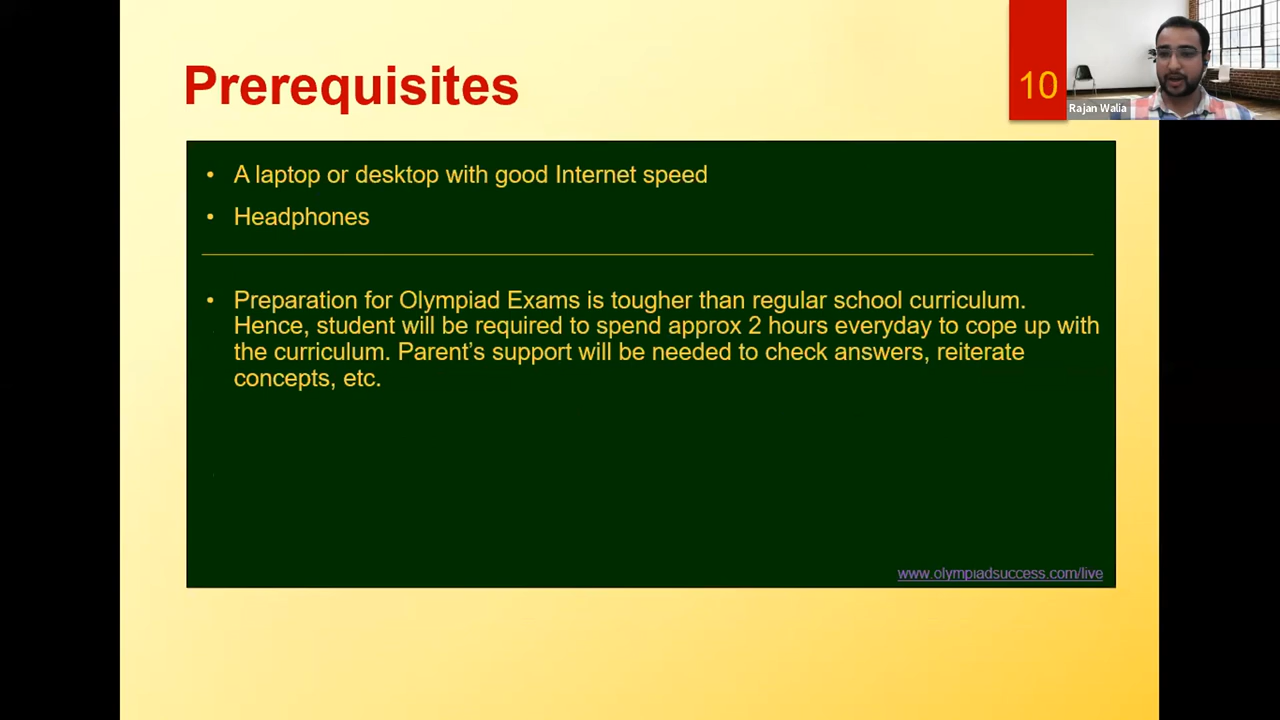 Prerequisites
10
Rajan Walia
• A laptop or desktop with good Internet speed
• Headphones
• Preparation for Olympiad Exams is tougher than regular school curriculum.
Hence, student will be required to spend approx 2 hours everyday to cope up with
the curriculum. Parent's support will be needed to check answers, reiterate
concepts, etc.
www.olympiadsuccess.com/live